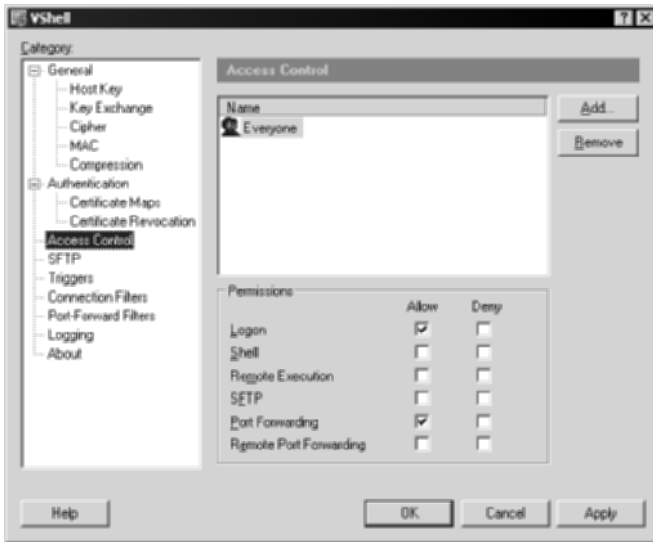 VShell
Category:
General
Host Key
Key Exchange
Cipher
MAC
Compression
Authentication
Certificate Maps
Certificate Revocation
Access Control
SFTP
Triggers
Connection Filters
Port-Forward Filters
Logging
About
Access Control
Name
Everyone
Add...
Remove
Permissions
Allow Deny
Logon
Shell
Remote Execution
SFTP
Port Forwarding
Remote Port Forwarding
Help OK Cancel Apply